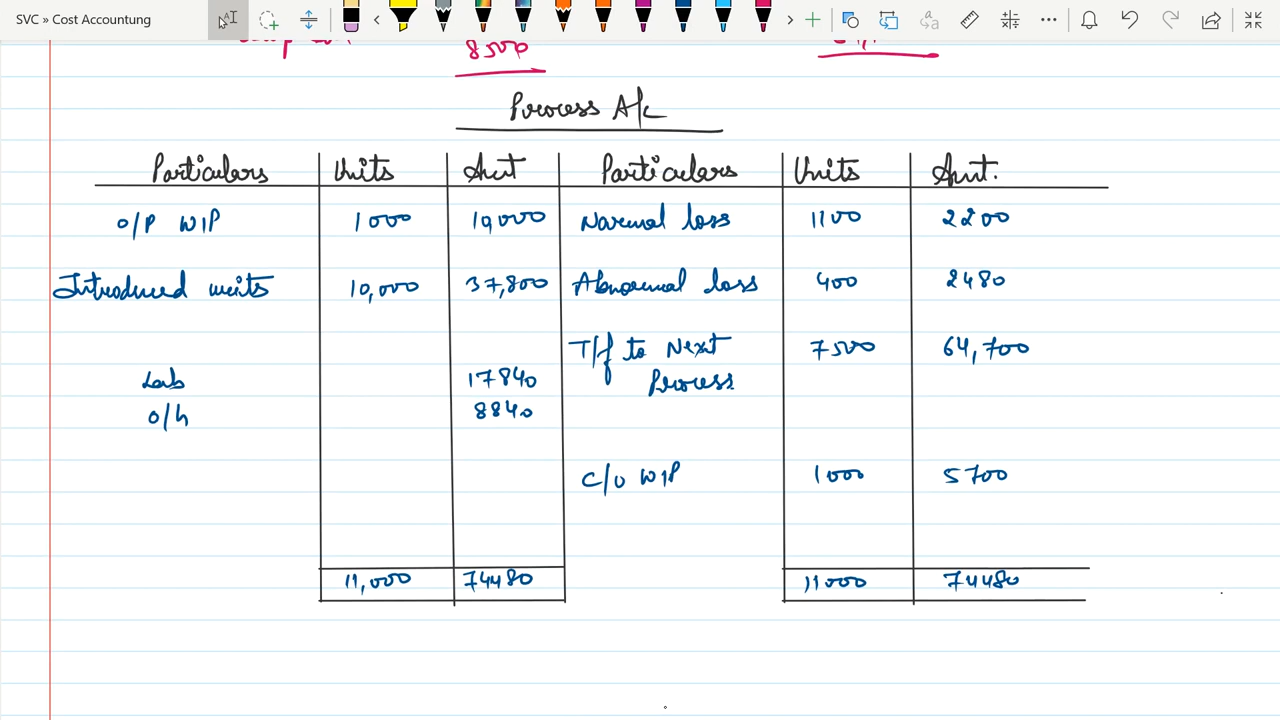 SVC » Cost Accountung
8500
Process A/c
Particulars Units Amt Particulars Units Amt.
O/P WIP 1000 10,000 Normal loss 1100 2200
Introduced units 10,000 37,800 Abnormal loss 400 2480
T/f to Next 7500 64,700
Lab 17840 Process
O/h 8840
C/O WIP 1000 5700
11,000 74480 11000 74480